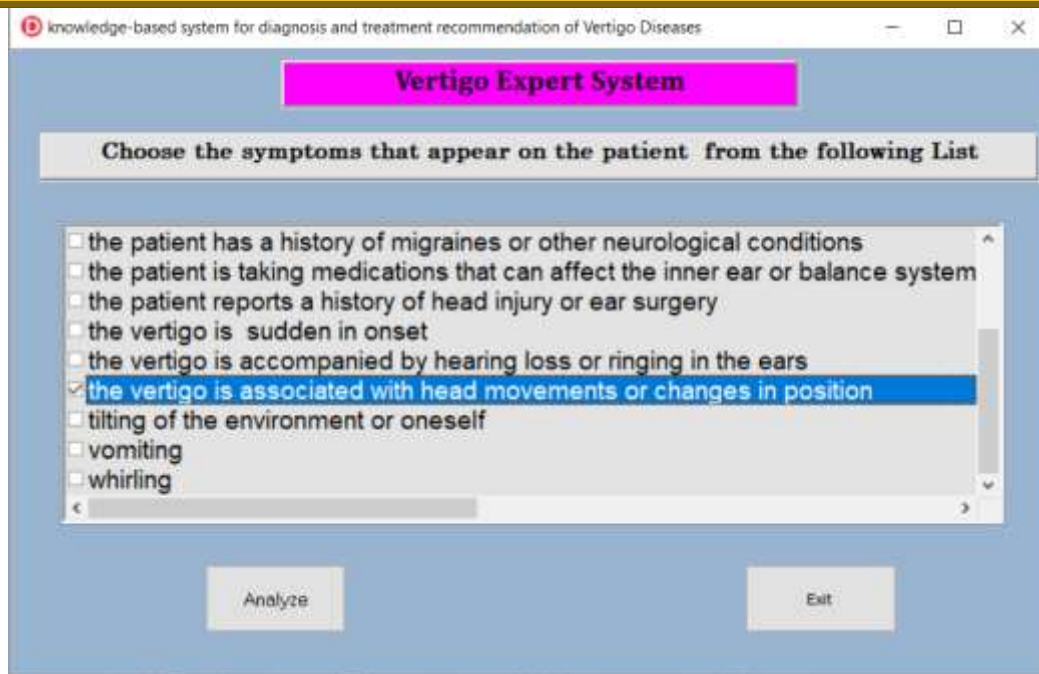 knowledge-based system for diagnosis and treatment recommendation of Vertigo Diseases
Vertigo Expert System
Choose the symptoms that appear on the patient from the following List
the patient has a history of migraines or other neurological conditions
the patient is taking medications that can affect the inner ear or balance system
the patient reports a history of head injury or ear surgery
the vertigo is sudden in onset
the vertigo is accompanied by hearing loss or ringing in the ears
the vertigo is associated with head movements or changes in position
tilting of the environment or oneself
vomiting
whirling
Analyze
Exit